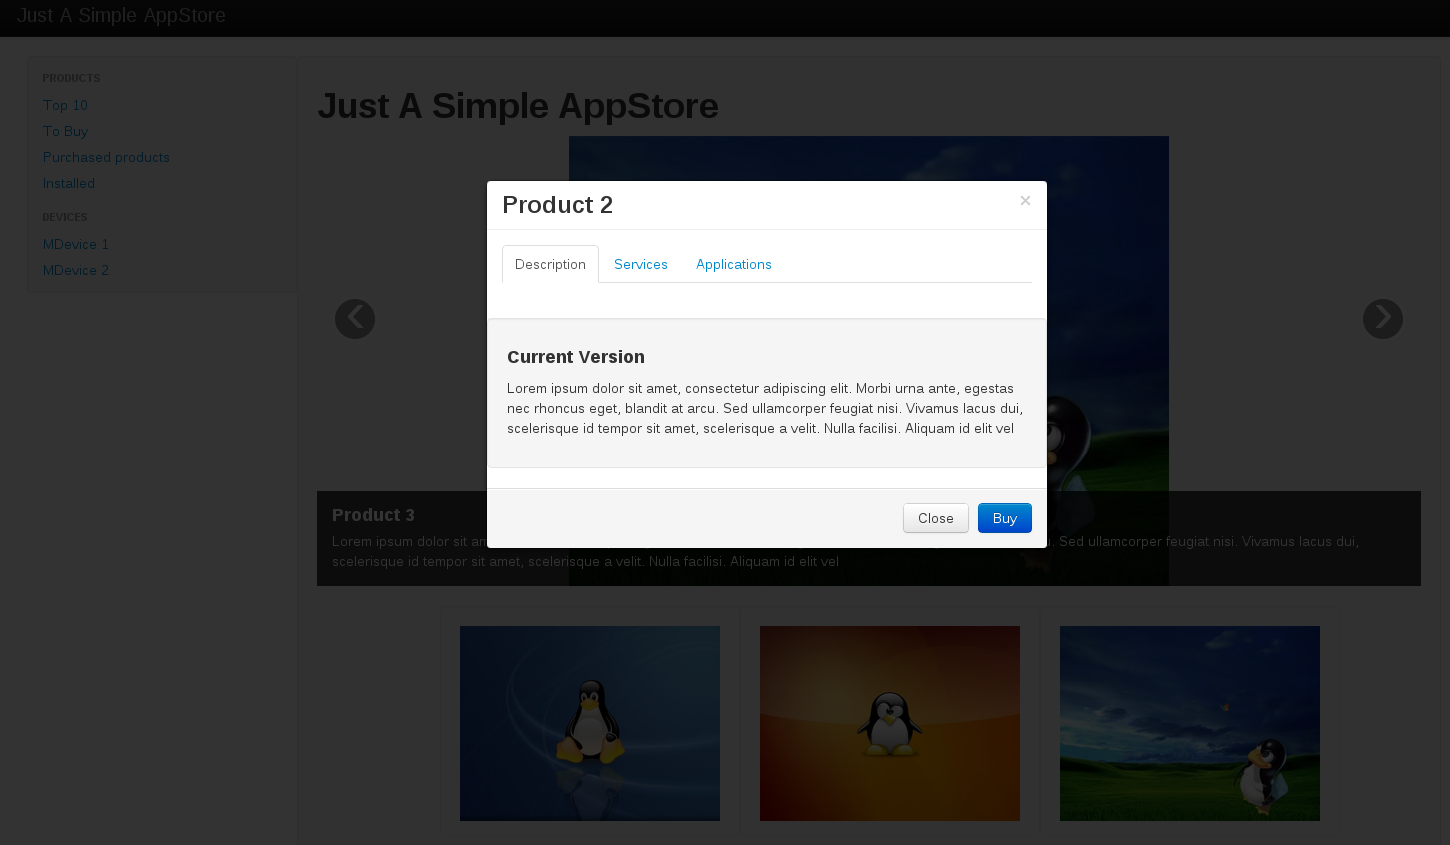 Just A Simple AppStore
PRODUCTS
Top 10
To Buy
Purchased products
Installed
DEVICES
MDevice 1
MDevice 2
Just A Simple AppStore
Product 2
×
Description Services Applications
Current Version
Lorem ipsum dolor sit amet, consectetur adipiscing elit. Morbi urna ante, egestas
nec rhoncus eget, blandit at arcu. Sed ullamcorper feugiat nisi. Vivamus lacus dui,
scelerisque id tempor sit amet, scelerisque a velit. Nulla facilisi. Aliquam id elit vel
Close Buy
Product 3
Lorem ipsum dolor sit Sed ullamcorper feugiat nisi. Vivamus lacus dui,
scelerisque id tempor sit amet, scelerisque a velit. Nulla facilisi. Aliquam id elit vel